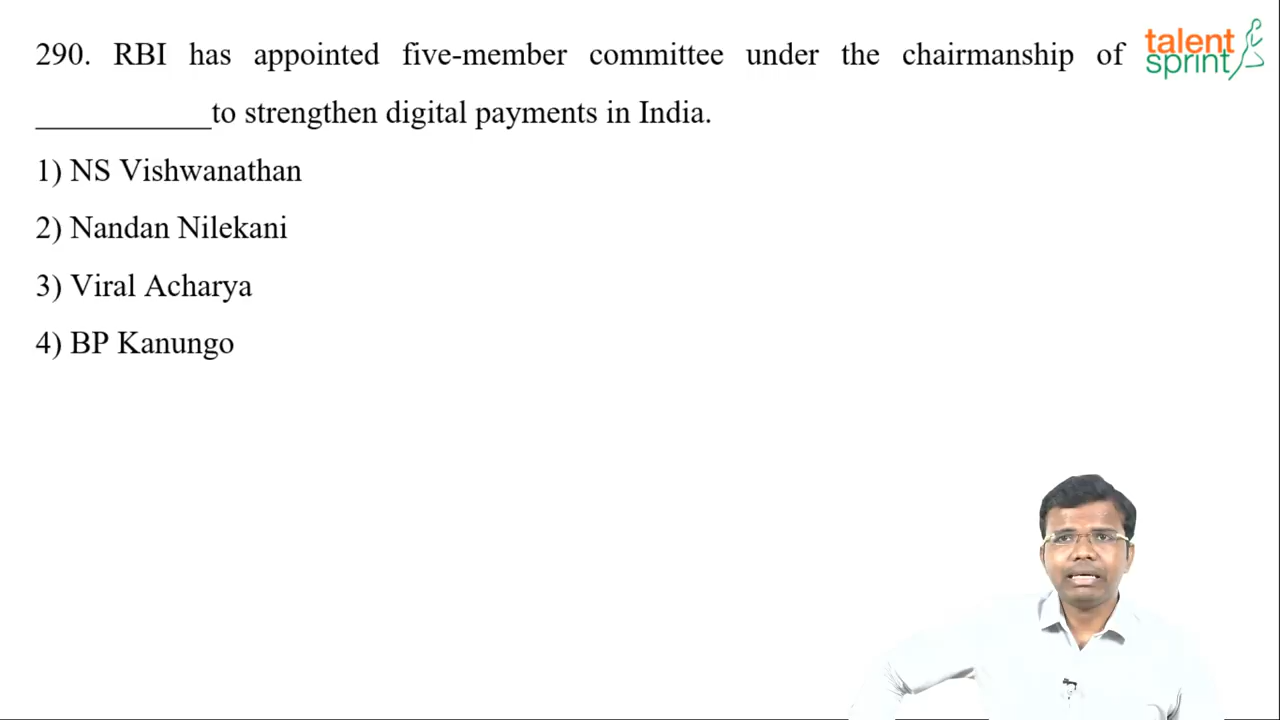 290. RBI has appointed five-member committee under the chairmanship of
____________to strengthen digital payments in India.
1) NS Vishwanathan
2) Nandan Nilekani
3) Viral Acharya
4) BP Kanungo
talent
sprint